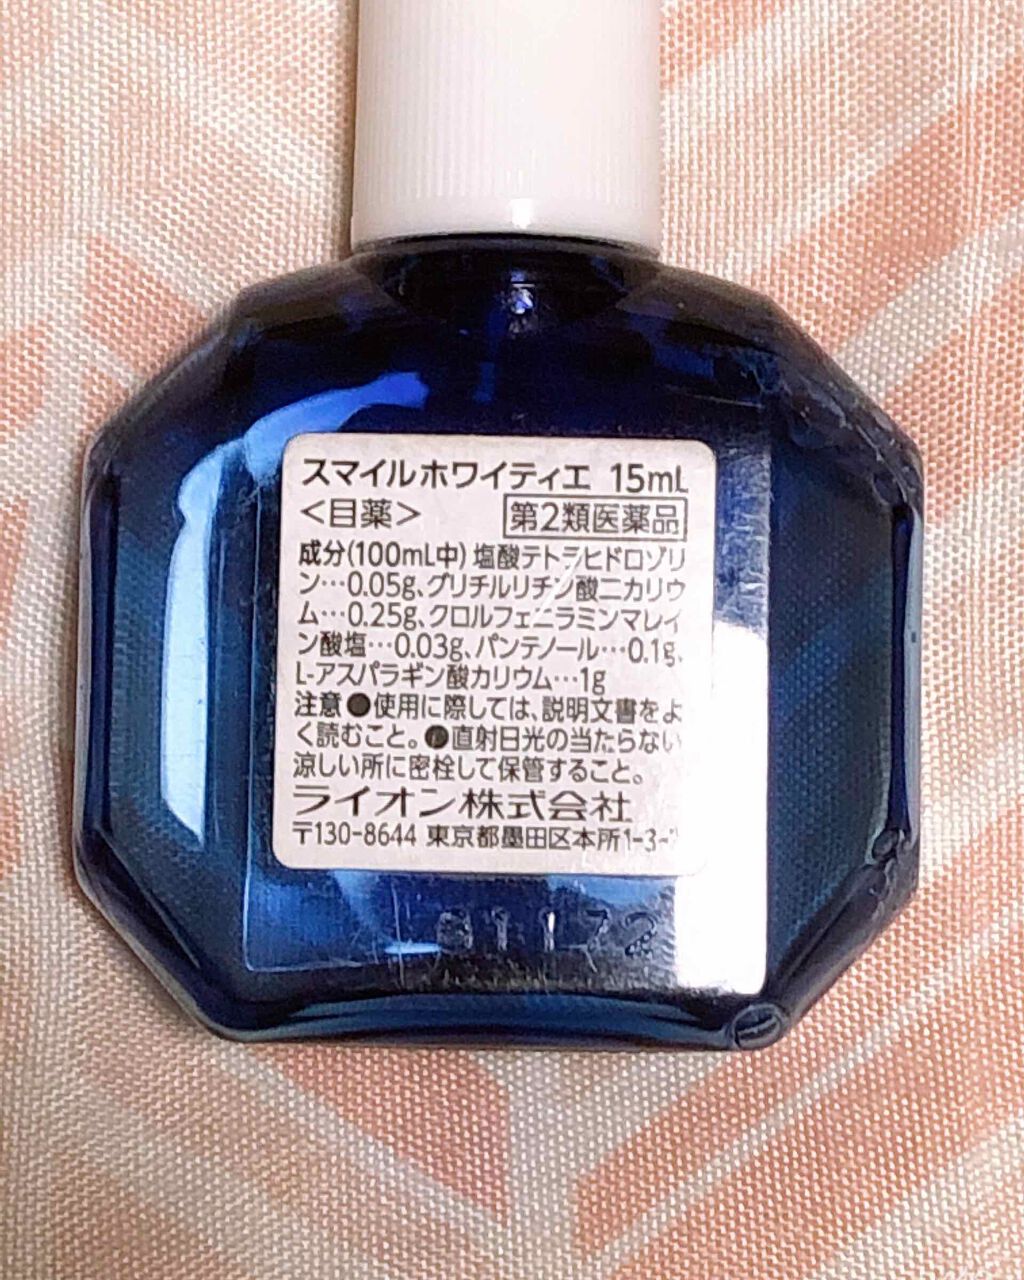 スマイルホワイティエ 15mL
<目薬> 第2類医薬品
成分(100mL中) 塩酸テトラヒドロゾリ
ン…0.05g、グリチルリチン酸二カリウ
ム…0.25g、クロルフェニラミンマレイ
ン酸塩…0.03g、パンテノール…0.1g、
L-アスパラギン酸カリウム…1g
注意●使用に際しては、説明文書をよ
く読むこと。●直射日光の当たらない
涼しい所に密栓して保管すること。
ライオン株式会社
〒130-8644 東京都墨田区本所1-3-